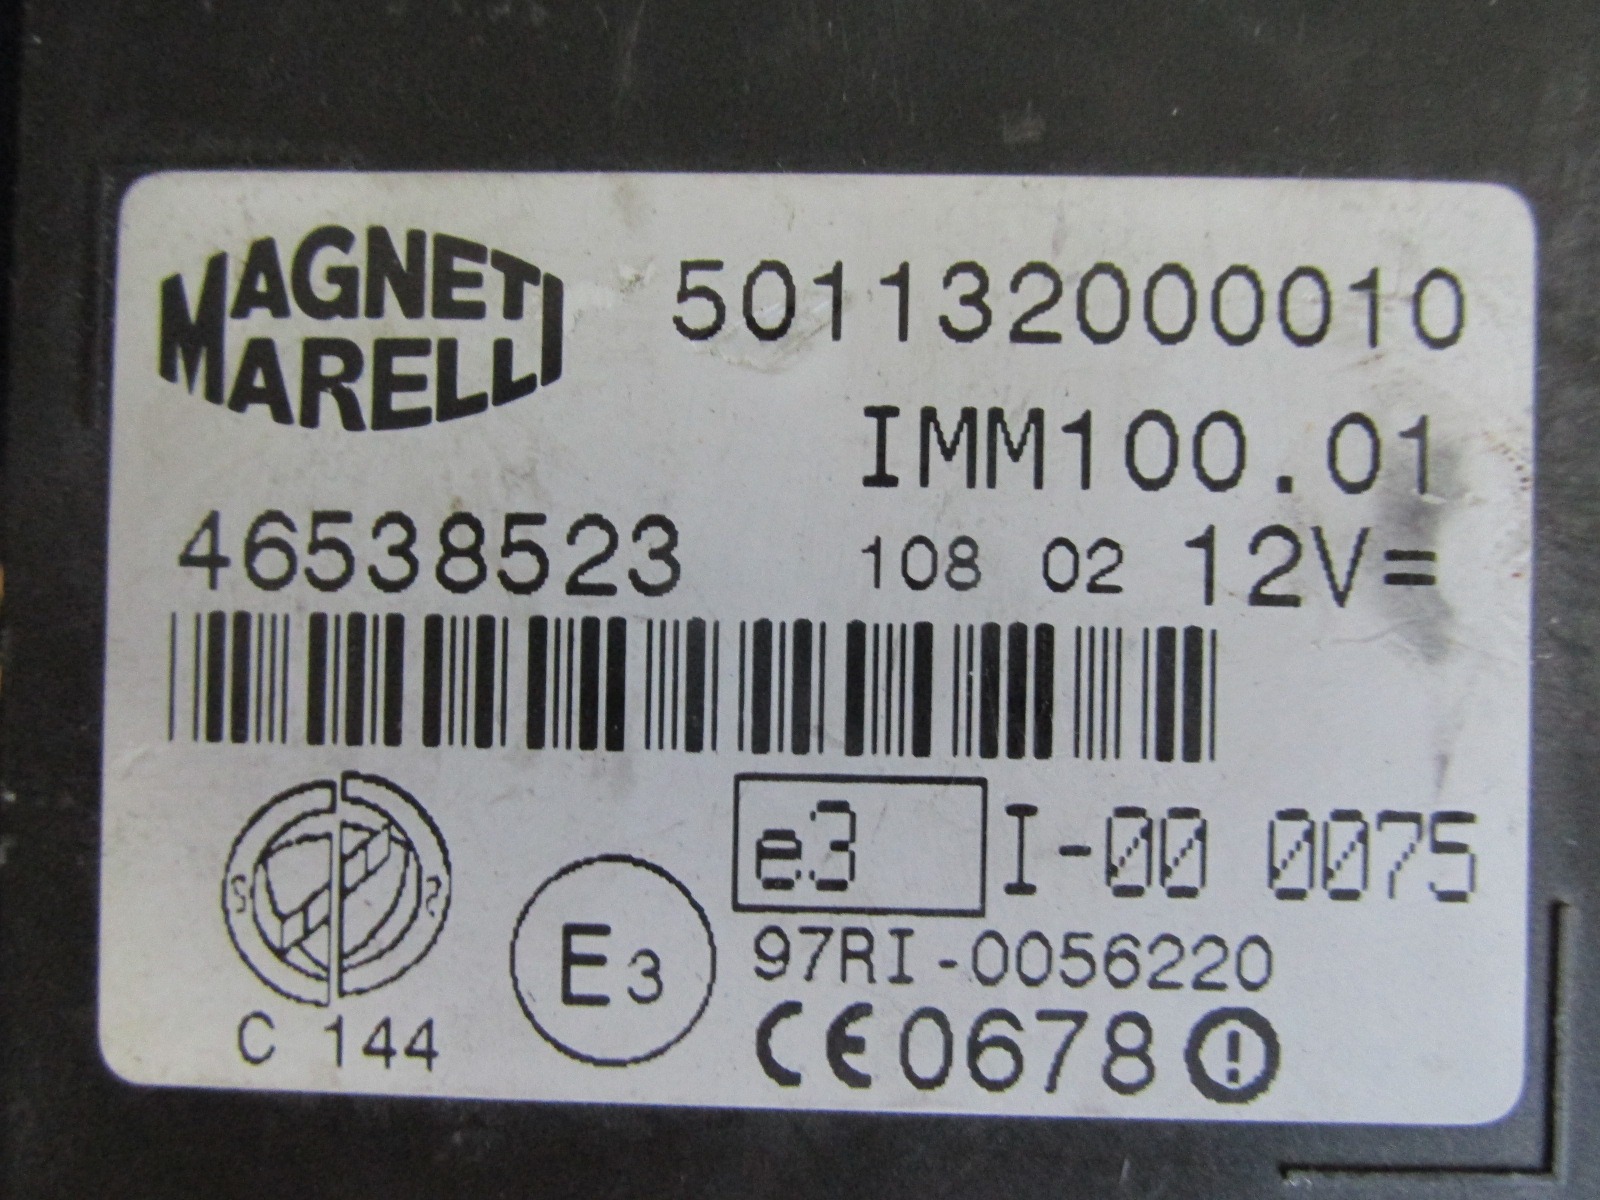 MAGNETI
MARELLI
501132000010
IMM100.01
46538523
108 02 12V=
e3 I-00 0075
E3
97RI-0056220
C 144
CE0678